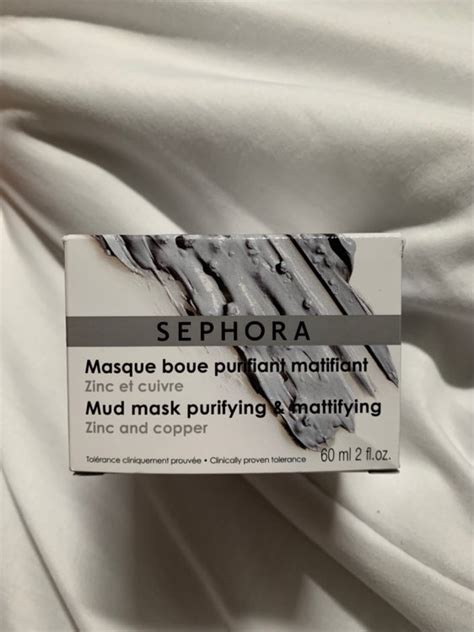 SEPHORA
Masque boue purifiant matifiant
Zinc et cuivre
Mud mask purifying & mattifying
Zinc and copper
Tolérance cliniquement prouvée • Clinically proven tolerance
60 ml 2 fl.oz.